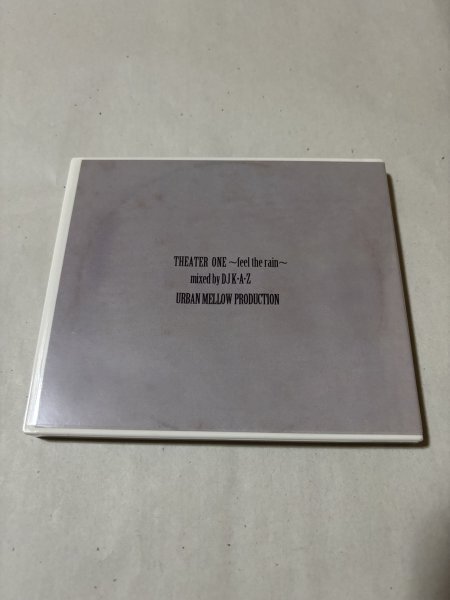 THEATER ONE ～feel the rain～
mixed by DJ K-A-Z
URBAN MELLOW PRODUCTION